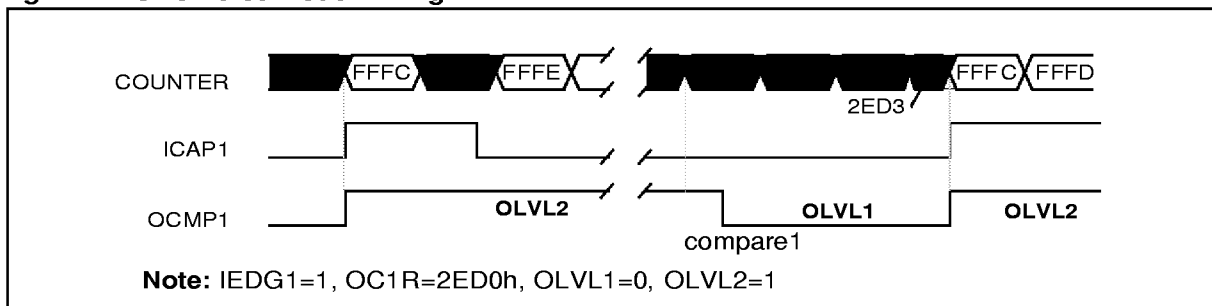 COUNTER FFFC FFFE FFFC FFFD
2ED3
ICAP1
OCMP1 OLVL2 OLVL1 OLVL2
compare1
Note: IEDG1=1, OC1R=2ED0h, OLVL1=0, OLVL2=1